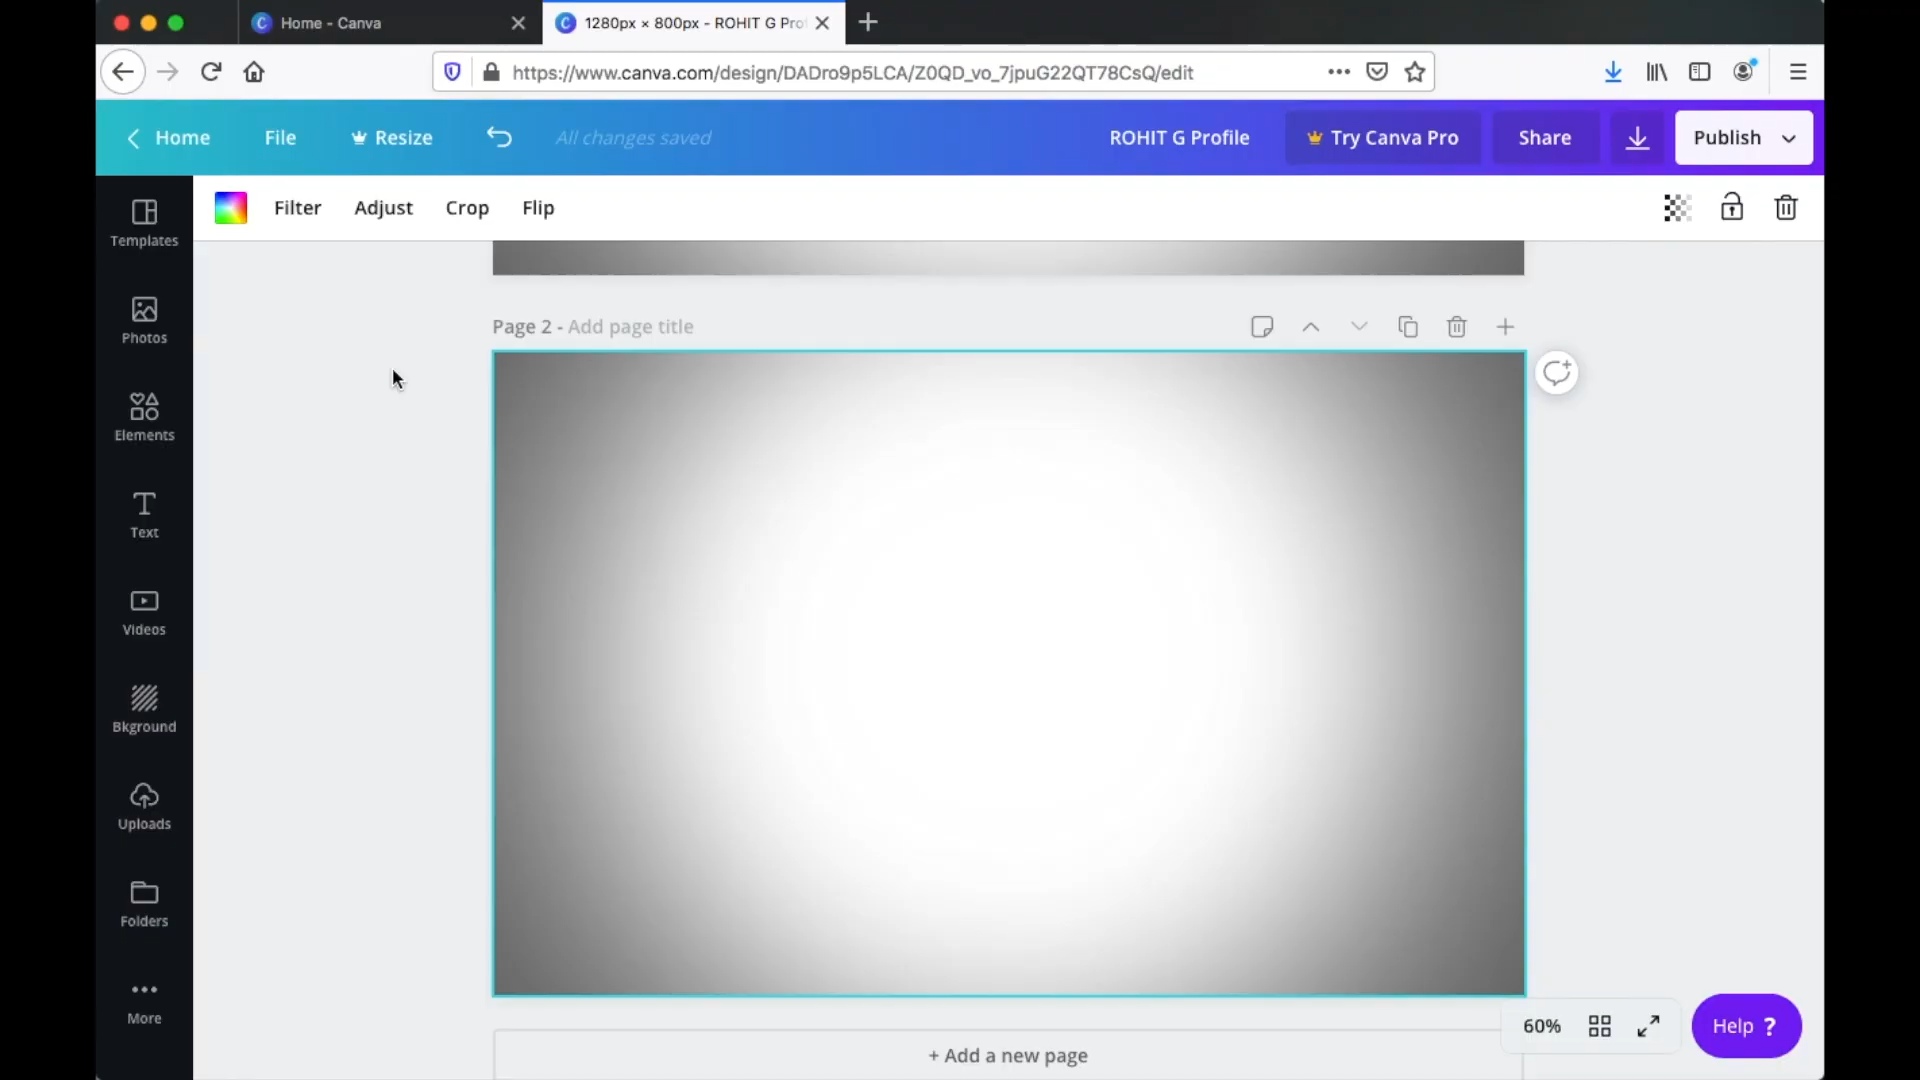 Home - Canva
1280px × 800px - ROHIT G Pro
https://www.canva.com/design/DADro9p5LCA/Z0QD_vo_7jpuG22QT78CsQ/edit
Home
File
Resize
All changes saved
ROHIT G Profile
Try Canva Pro
Share
Publish
Filter
Adjust
Crop
Flip
Templates
Photos
Elements
Text
Videos
Bkground
Uploads
Folders
More
Page 2 - Add page title
+ Add a new page
60%
Help ?